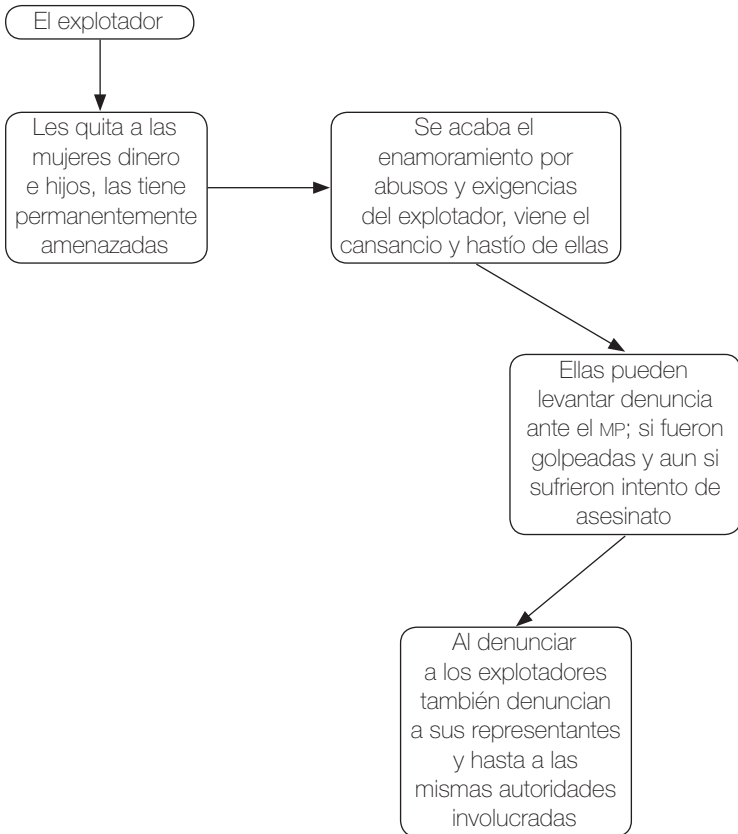 El explotador
Les quita a las
mujeres dinero
e hijos, las tiene
permanentemente
amenazadas
Se acaba el
enamoramiento por
abusos y exigencias
del explotador, viene el
cansancio y hastío de ellas
Ellas pueden
levantar denuncia
ante el MP; si fueron
golpeadas y aun si
sufrieron intento de
asesinato
Al denunciar
a los explotadores
también denuncian
a sus representantes
y hasta a las
mismas autoridades
involucradas